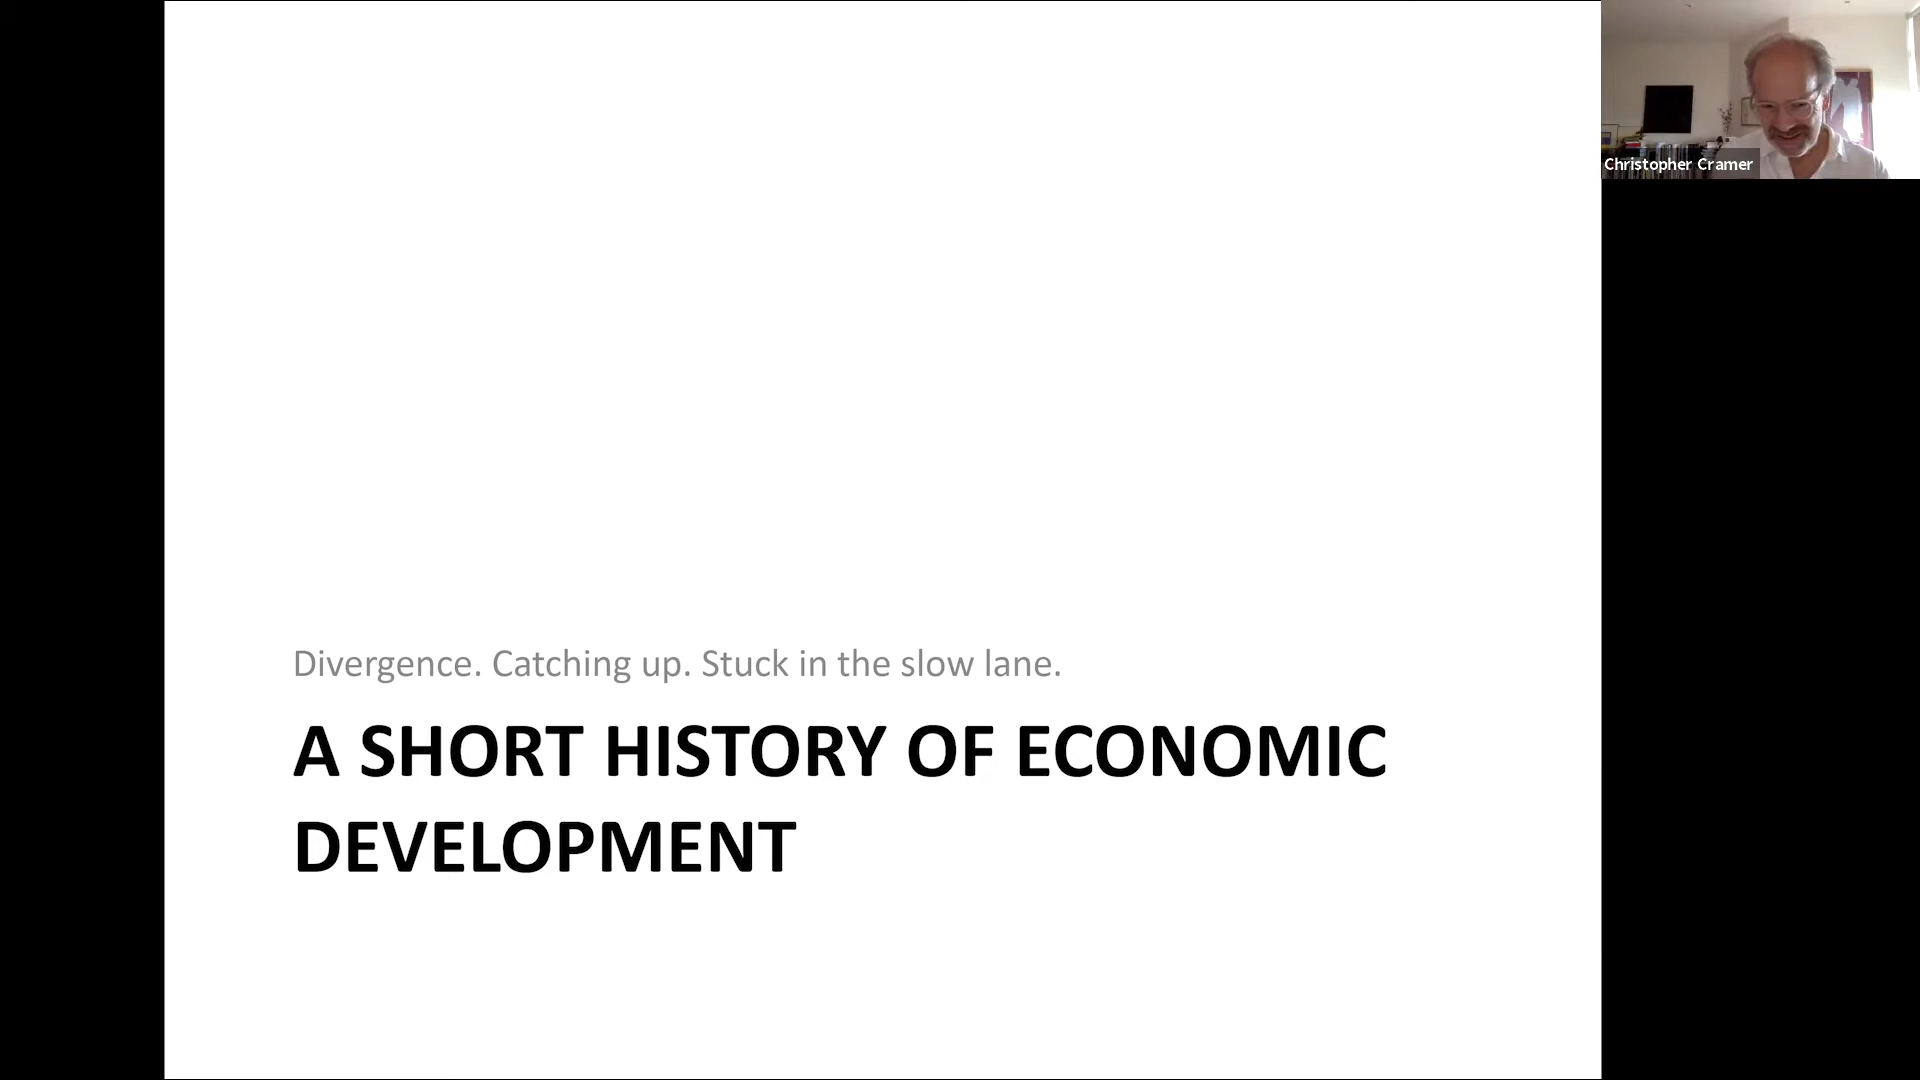 Christopher Cramer
Divergence. Catching up. Stuck in the slow lane.
A SHORT HISTORY OF ECONOMIC
DEVELOPMENT